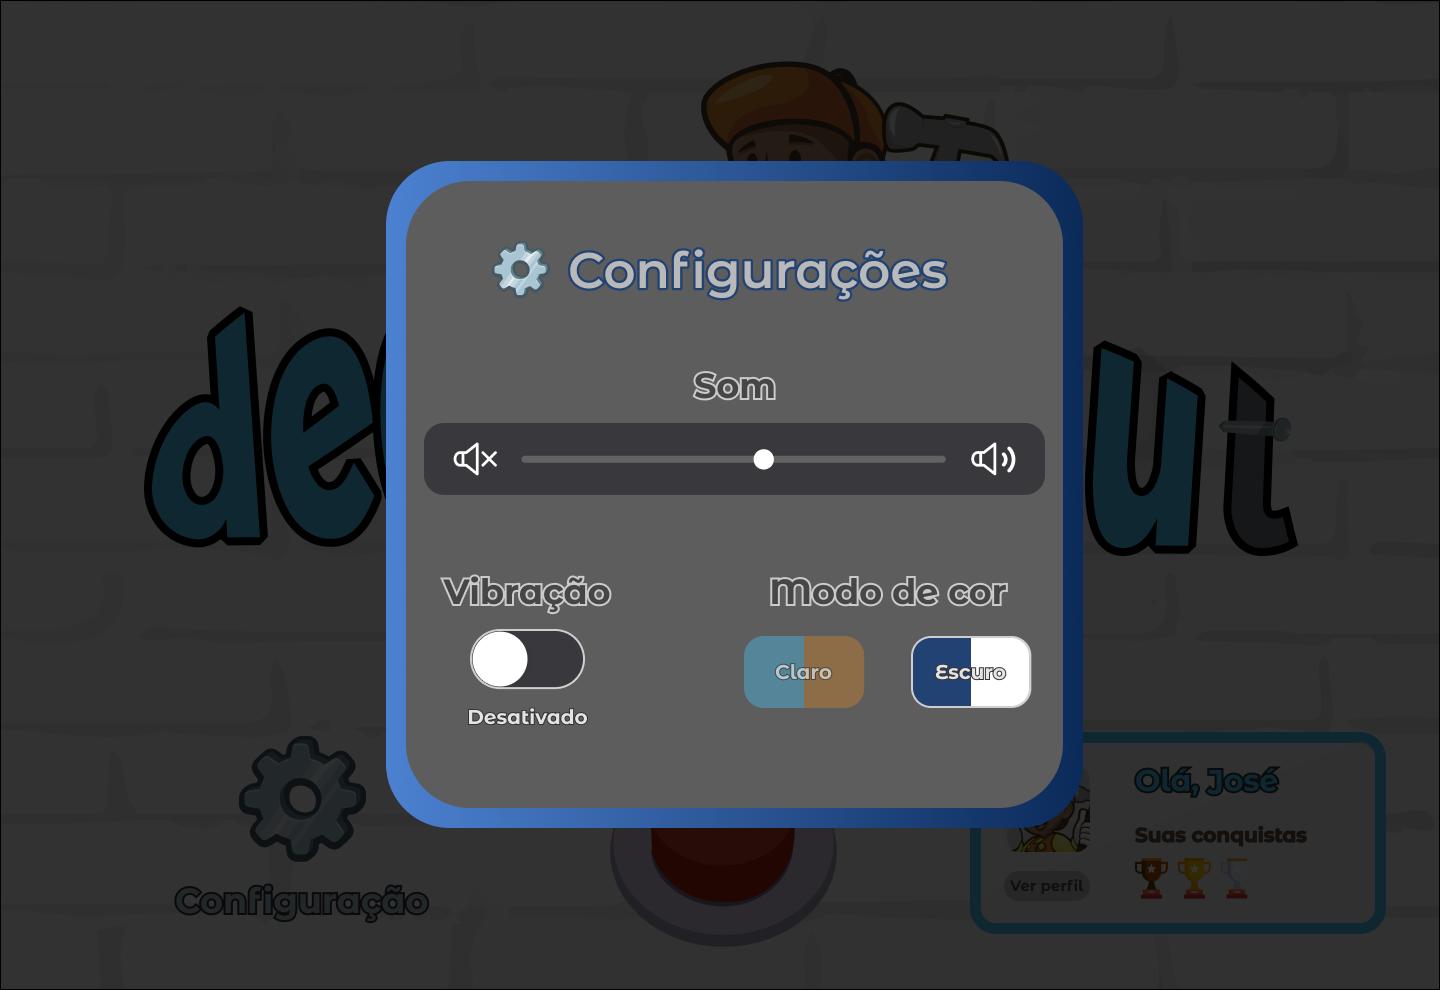 Configurações
Som
Vibração
Modo de cor
Claro
Escuro
Desativado
Olá, José
Suas conquistas
Ver perfil
Configuração